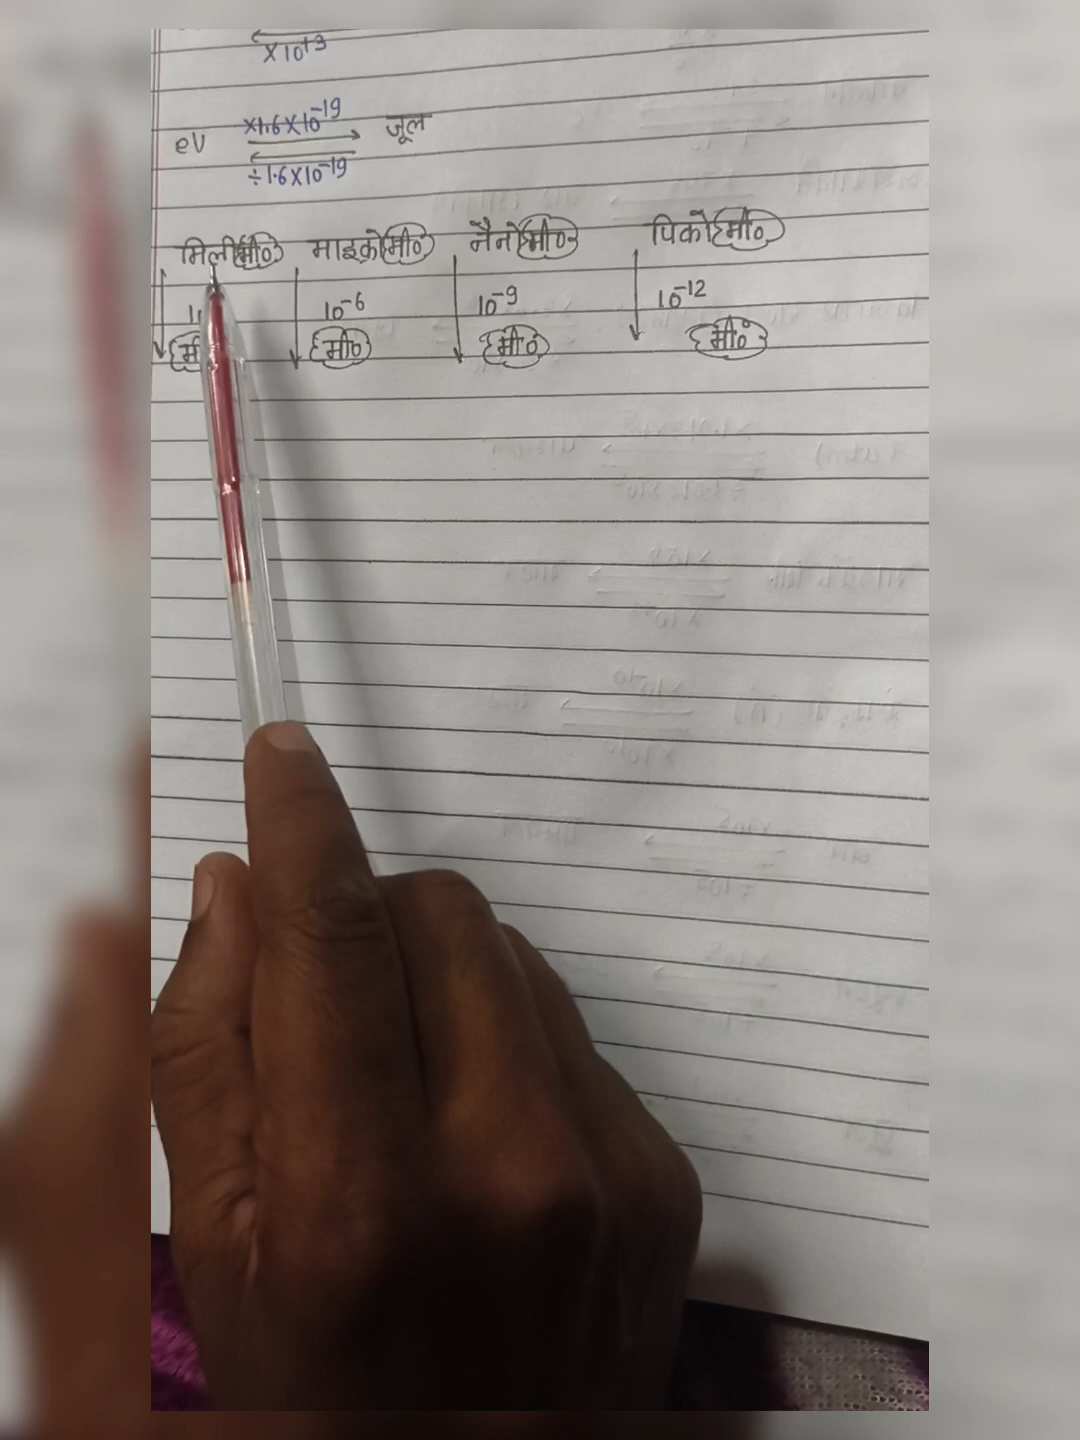 ×10+3
×1.6×10-19
eV जूल
÷1.6×10-19
मिलीमी० माइक्रोमी० नैनोमी० पिकोमी०
10-6 10-9 10-12
मी० मी० मी०